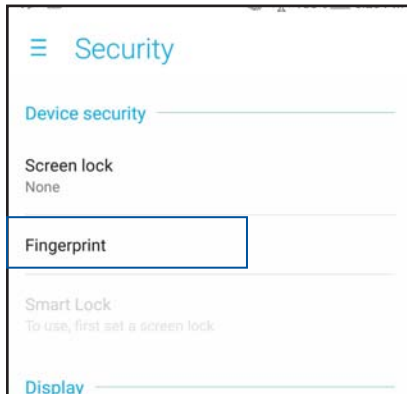 Security
Device security
Screen lock
None
Fingerprint
Smart Lock
To use, first set a screen lock
Display